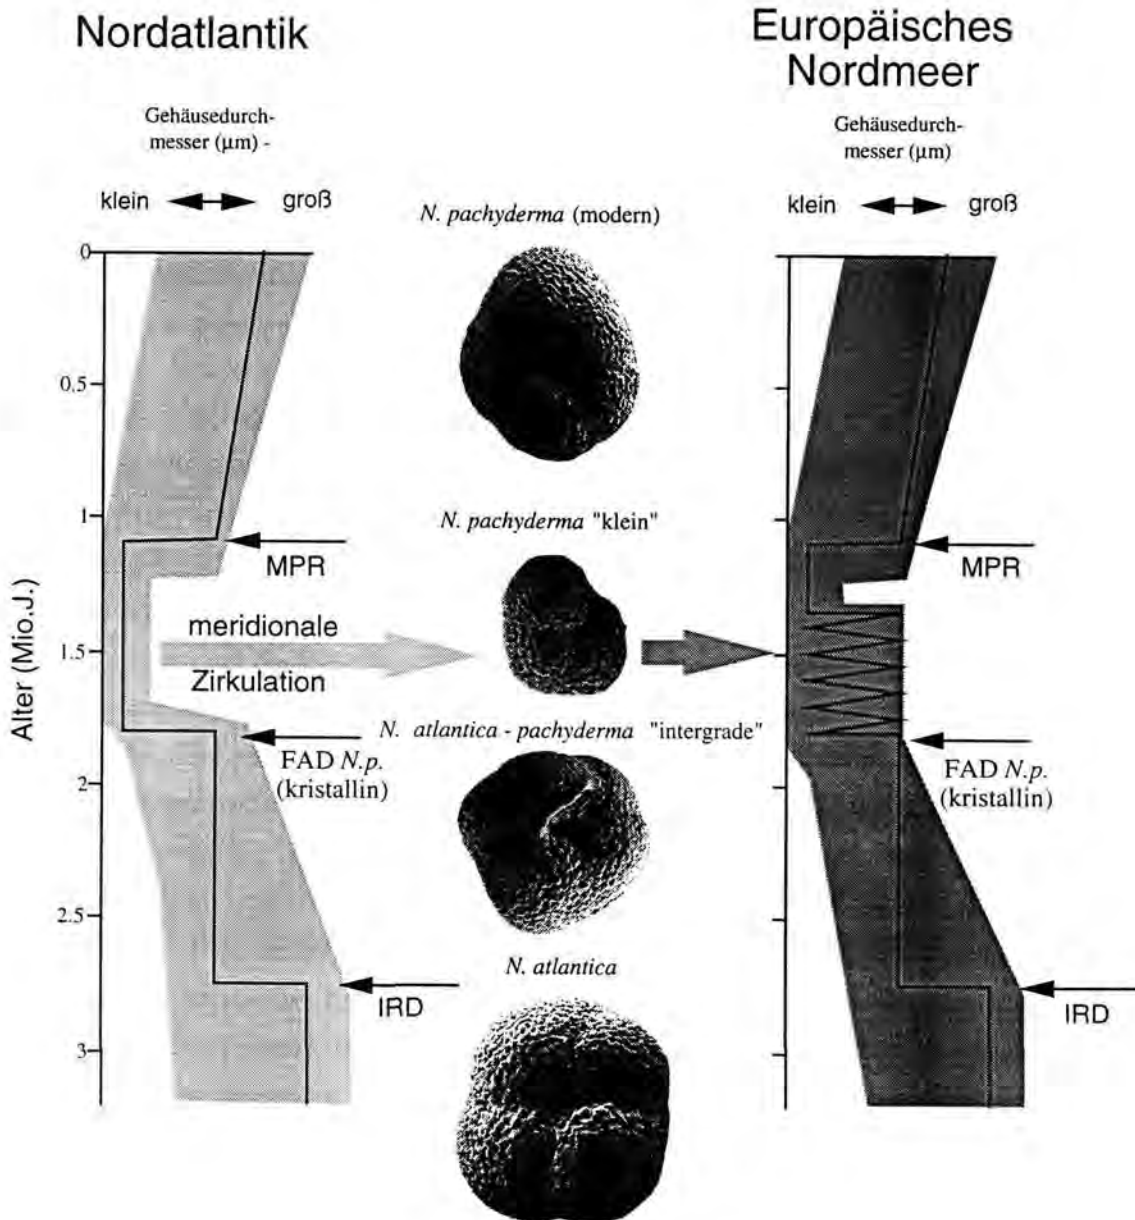 Nordatlantik
Europäisches
Nordmeer
Gehäusedurch-
messer (µm) -
klein
groß
Gehäusedurch-
messer (µm)
klein
groß
N. pachyderma (modern)
0
0.5
1
1.5
2
2.5
3
Alter (Mio.J.)
MPR
meridionale
Zirkulation
FAD N.p.
(kristallin)
IRD
N. pachyderma "klein"
N. atlantica - pachyderma "intergrade"
N. atlantica
MPR
FAD N.p.
(kristallin)
IRD